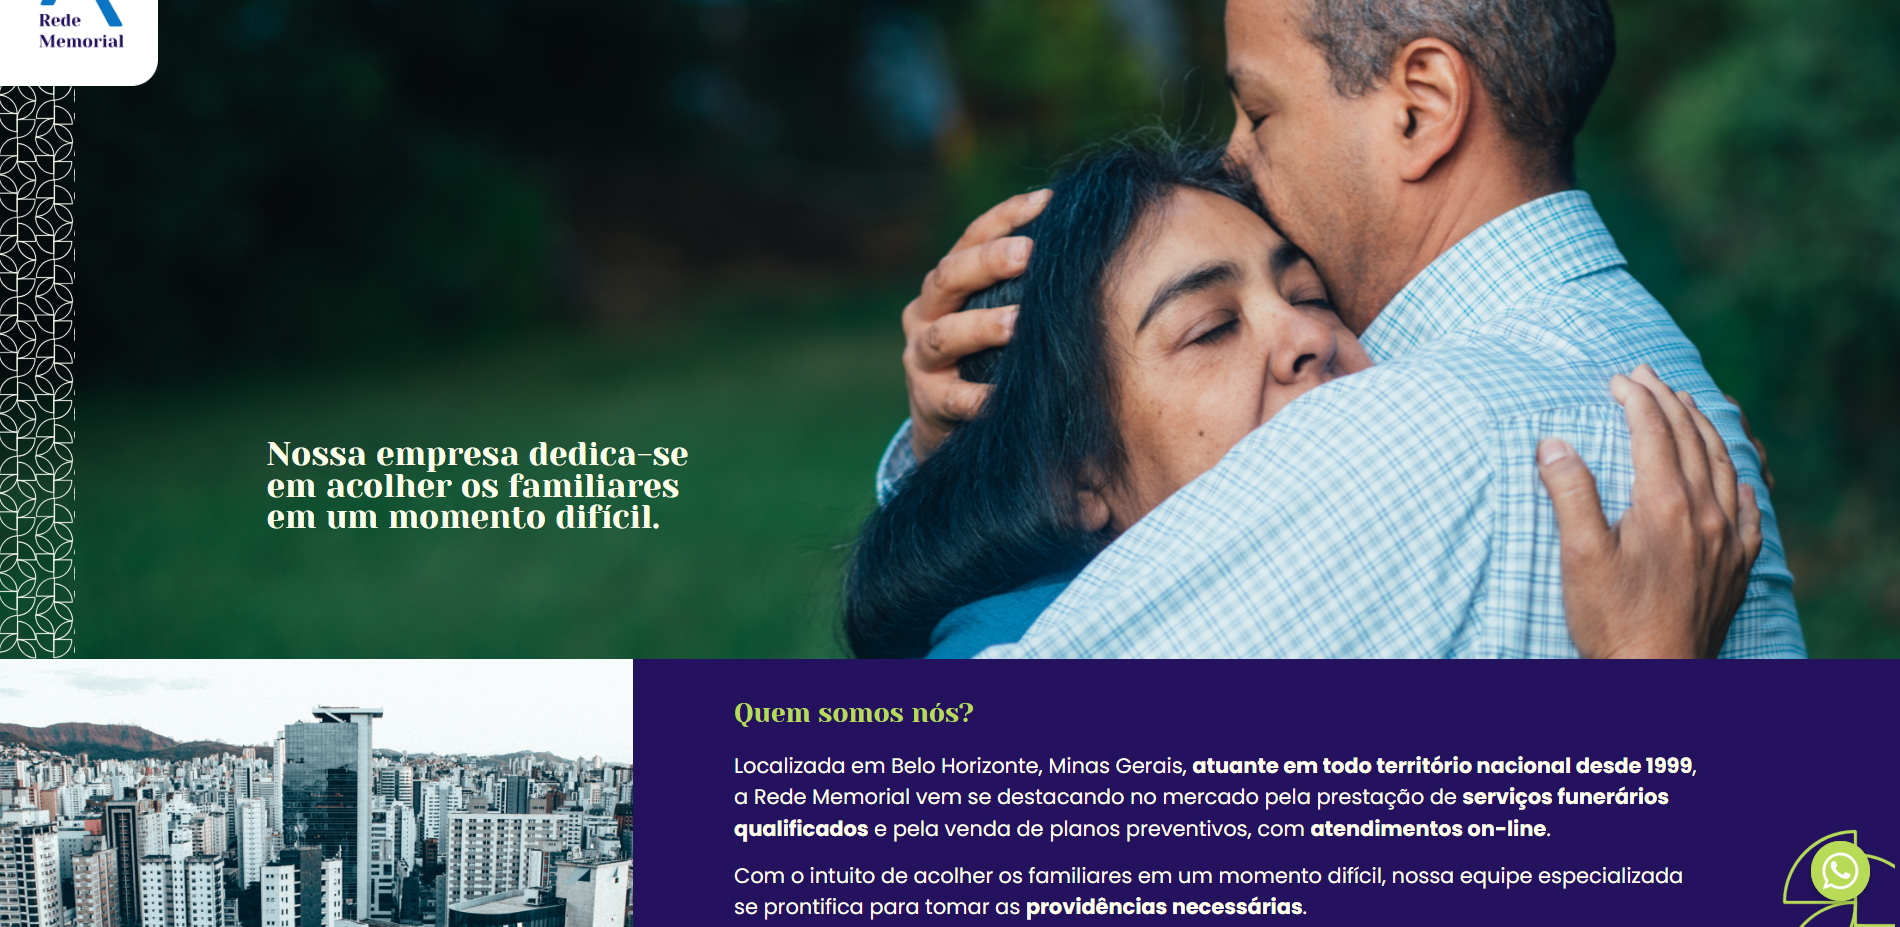 Rede
Memorial
Nossa empresa dedica-se
em acolher os familiares
em um momento difícil.
Quem somos nós?
Localizada em Belo Horizonte, Minas Gerais, atuante em todo território nacional desde 1999,
a Rede Memorial vem se destacando no mercado pela prestação de serviços funerários
qualificados e pela venda de planos preventivos, com atendimentos on-line.
Com o intuito de acolher os familiares em um momento difícil, nossa equipe especializada
se prontifica para tomar as providências necessárias.